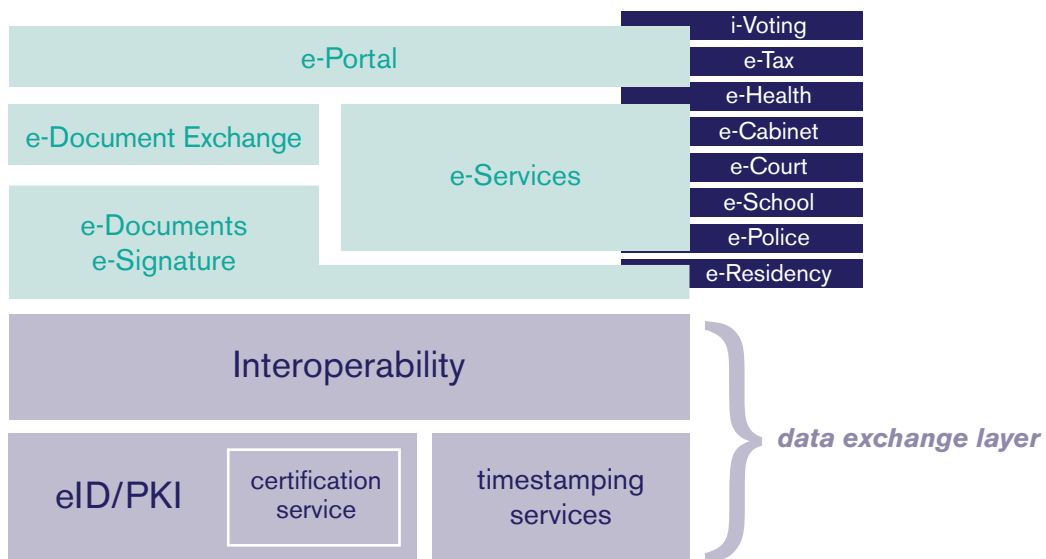 e-Portal
i-Voting
e-Tax
e-Health
e-Cabinet
e-Court
e-School
e-Police
e-Residency
e-Document Exchange
e-Services
e-Documents
e-Signature
Interoperability
data exchange layer
eID/PKI
certification
service
timestamping
services